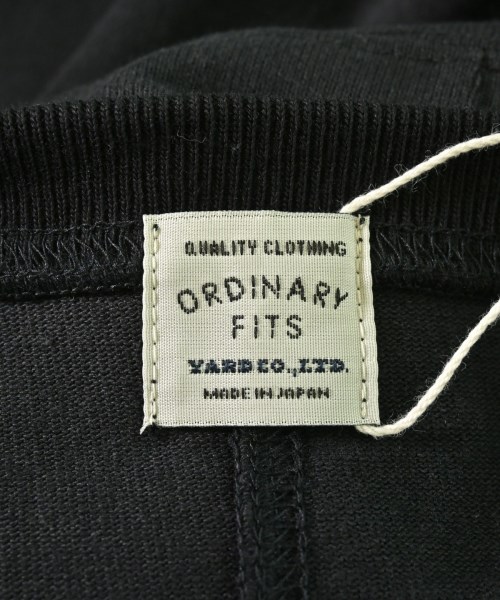 QUALITY CLOTHING
ORDINARY
FITS
YARD CO., LTD.
MADE IN JAPAN